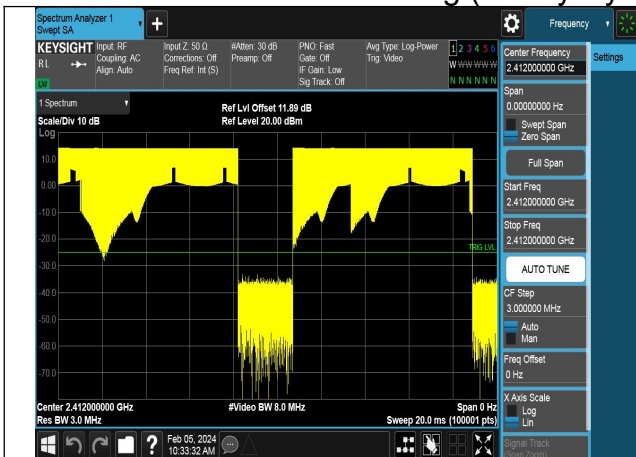 Spectrum Analyzer 1
Swept SA
+
Frequency
KEYSIGHT
R L
Input: RF
Coupling: AC
Align: Auto
Input Z: 50 Ω
Corrections: Off
Freq Ref: Int (S)
#Atten: 30 dB
Preamp: Off
PNO: Fast
Gate: Off
IF Gain: Low
Sig Track: Off
Avg Type: Log-Power
Trig: Video
1 2 3 4 5 6
W W W W W W
N N N N N N
Center Frequency
2.412000000 GHz
Settings
Span
0.00000000 Hz
Swept Span
Zero Span
Full Span
Start Freq
2.412000000 GHz
Stop Freq
2.412000000 GHz
AUTO TUNE
CF Step
3.000000 MHz
Auto
Man
Freq Offset
0 Hz
X Axis Scale
Log
Lin
Signal Track
(Span Zoom)
1 Spectrum
Scale/Div 10 dB
Ref Lvl Offset 11.89 dB
Ref Level 20.00 dBm
Log
10.0
0.00
-10.0
-20.0
TRIG LVL
-30.0
-40.0
-50.0
-60.0
-70.0
Center 2.412000000 GHz
#Video BW 8.0 MHz
Span 0 Hz
Res BW 3.0 MHz
Sweep 20.0 ms (100001 pts)
?
Feb 05, 2024
10:33:32 AM